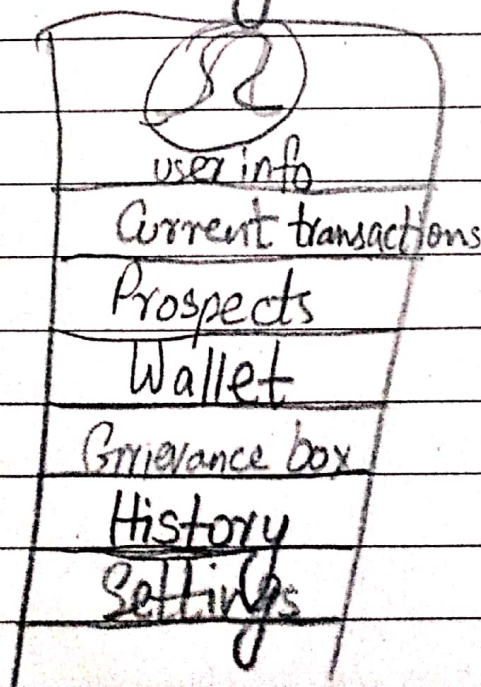 user info
Current transactions
Prospects
Wallet
Grievance box
History
Settings